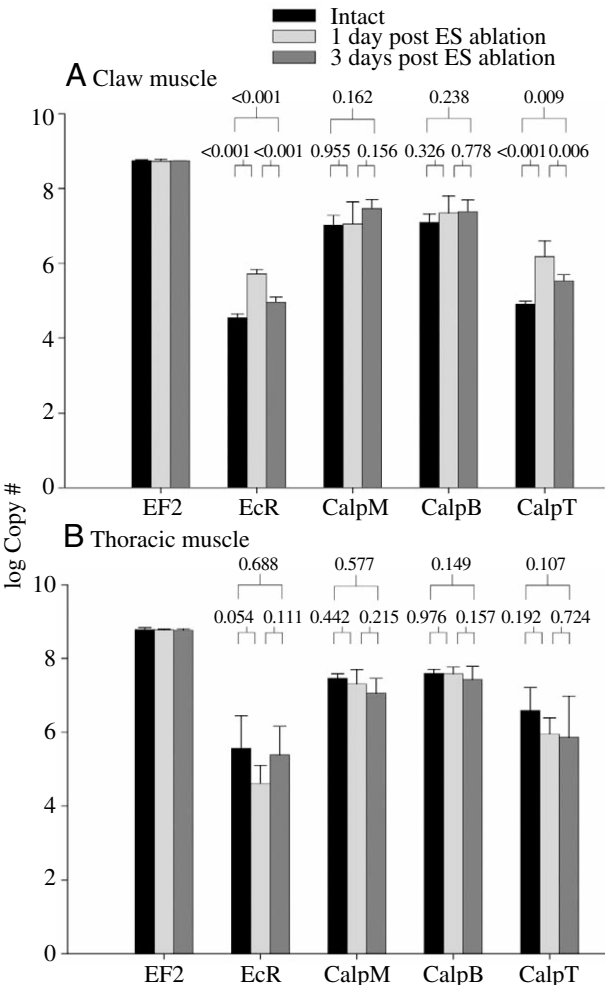 Intact
1 day post ES ablation
3 days post ES ablation
A Claw muscle
<0.001 0.162 0.238 0.009
<0.001 <0.001 0.955 0.156 0.326 0.778 <0.001 0.006
10
8
6
4
2
0
EF2 EcR CalpM CalpB CalpT
log Copy #
B Thoracic muscle
0.688 0.577 0.149 0.107
0.054 0.111 0.442 0.215 0.976 0.157 0.192 0.724
10
8
6
4
2
0
EF2 EcR CalpM CalpB CalpT